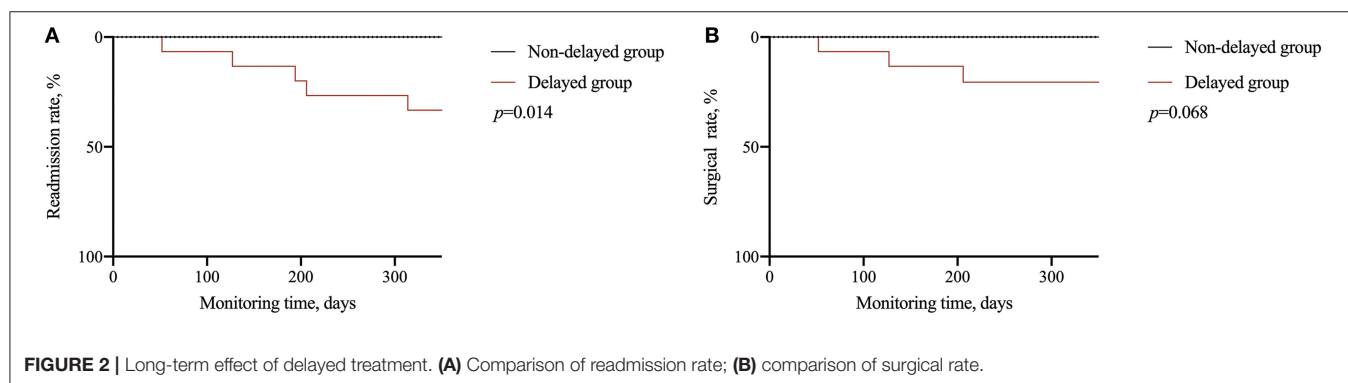 A
Readmission rate, %
0
50
100
0 100 200 300
Monitoring time, days
Non-delayed group
Delayed group
p=0.014
B
Surgical rate, %
0
50
100
0 100 200 300
Monitoring time, days
Non-delayed group
Delayed group
p=0.068
FIGURE 2 | Long-term effect of delayed treatment. (A) Comparison of readmission rate; (B) comparison of surgical rate.